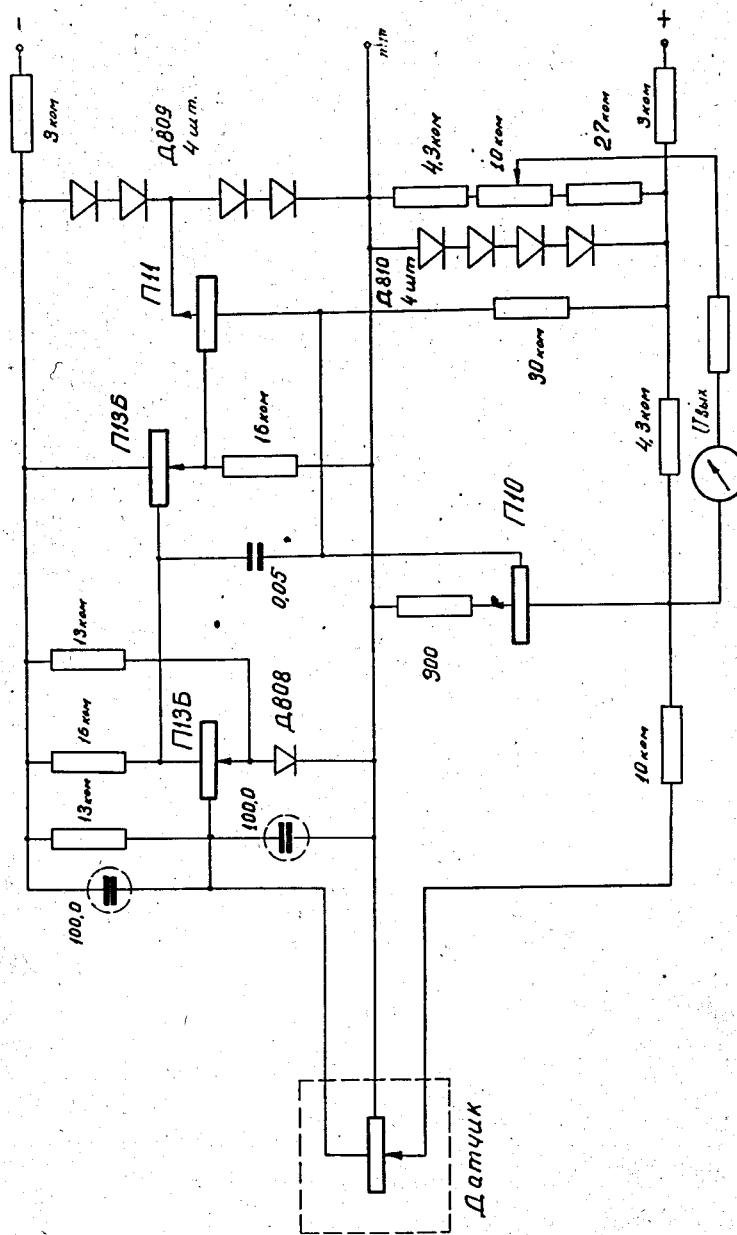 -
3 ком
Д809
4 шт.
+
3 ком
4,3 ком
10 ком
27 ком
П11
Д810
4 шт
30 ком
П13Б
16 ком
4,3 ком
Uвых
П10
0,05
13 ком
16 ком
П13Б
Д808
900
10 ком
13 ком
100,0
100,0
Датчик